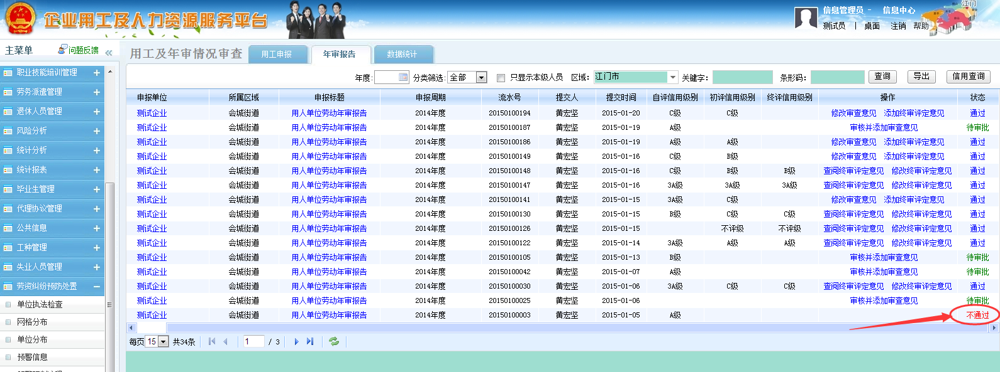 企业用工及人力资源服务平台
信息管理员 - 信息中心
江门
测试员 | 桌面 注销 帮助
主菜单 问题反馈 «
用工及年审情况审查 用工申报 年审报告 数据统计
职业技能培训管理 +
劳务派遣管理 +
退休人员管理 +
风险分析 +
统计分析 +
统计报表 +
毕业生管理 +
代理协议管理 +
公共信息 +
工种管理 +
失业人员管理 +
劳资纠纷预防处置 −
单位执法检查
网格分布
单位分布
预警信息
年度: 分类筛选: 全部 只显示本级人员 区域: 江门市 关键字: 条形码: 查询 导出 信用查询
申报单位 所属区域 申报标题 申报周期 流水号 提交人 提交时间 自评信用级别 初评信用级别 终评信用级别 操作 状态
测试企业 会城街道 用人单位劳动年审报告 2014年度 20150100194 黄宏坚 2015-01-20 C级 C级 修改审查意见 添加终审评定意见 通过
测试企业 会城街道 用人单位劳动年审报告 2014年度 20150100187 黄宏坚 2015-01-19 A级 审核并添加审查意见 待审批
测试企业 会城街道 用人单位劳动年审报告 2014年度 20150100186 黄宏坚 2015-01-19 A级 A级 修改审查意见 添加终审评定意见 通过
测试企业 会城街道 用人单位劳动年审报告 2014年度 20150100149 黄宏坚 2015-01-16 C级 B级 修改审查意见 添加终审评定意见 通过
测试企业 会城街道 用人单位劳动年审报告 2014年度 20150100148 黄宏坚 2015-01-16 C级 B级 B级 查阅终审评定意见 修改终审评定意见 通过
测试企业 会城街道 用人单位劳动年审报告 2014年度 20150100147 黄宏坚 2015-01-16 3A级 3A级 3A级 查阅终审评定意见 修改终审评定意见 通过
测试企业 会城街道 用人单位劳动年审报告 2014年度 20150100141 黄宏坚 2015-01-15 3A级 C级 修改审查意见 添加终审评定意见 通过
测试企业 会城街道 用人单位劳动年审报告 2014年度 20150100130 黄宏坚 2015-01-15 B级 C级 C级 查阅终审评定意见 修改终审评定意见 通过
测试企业 会城街道 用人单位劳动年审报告 2014年度 20150100126 黄宏坚 2015-01-15 不评级 不评级 查阅终审评定意见 修改终审评定意见 通过
测试企业 会城街道 用人单位劳动年审报告 2014年度 20150100122 黄宏坚 2015-01-14 3A级 A级 A级 查阅终审评定意见 修改终审评定意见 通过
测试企业 会城街道 用人单位劳动年审报告 2014年度 20150100105 黄宏坚 2015-01-13 B级 审核并添加审查意见 待审批
测试企业 会城街道 用人单位劳动年审报告 2014年度 20150100042 黄宏坚 2015-01-07 A级 审核并添加审查意见 待审批
测试企业 会城街道 用人单位劳动年审报告 2014年度 20150100030 黄宏坚 2015-01-06 3A级 C级 C级 查阅终审评定意见 修改终审评定意见 通过
测试企业 会城街道 用人单位劳动年审报告 2014年度 20150100025 黄宏坚 2015-01-06 审核并添加审查意见 待审批
测试企业 会城街道 用人单位劳动年审报告 2014年度 20150100003 黄宏坚 2015-01-05 A级 不通过
每页 15 共34条 1 / 3